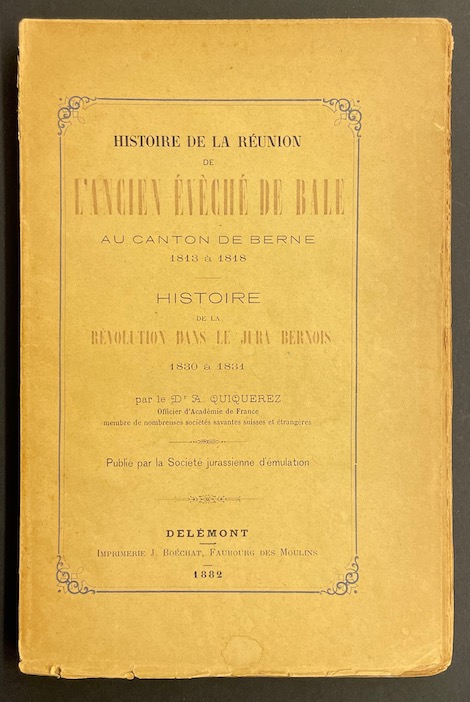 HISTOIRE DE LA RÉUNION
DE
L'ANCIEN ÉVÊCHÉ DE BALE
AU CANTON DE BERNE
1813 à 1818
HISTOIRE
DE LA
RÉVOLUTION DANS LE JURA BERNOIS
1830 à 1831
par le Dr A. QUIQUEREZ
Officier d'Académie de France
membre de nombreuses sociétés savantes suisses et étrangères
Publié par la Société jurassienne d'émulation
DELÉMONT
IMPRIMERIE J. BOÉCHAT, FAUBOURG DES MOULINS
1882